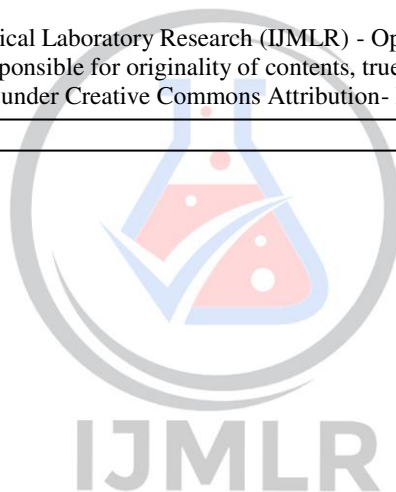 ical Laboratory Research (IJMLR) - Op
ponsible for originality of contents, true
under Creative Commons Attribution-
IJMLR